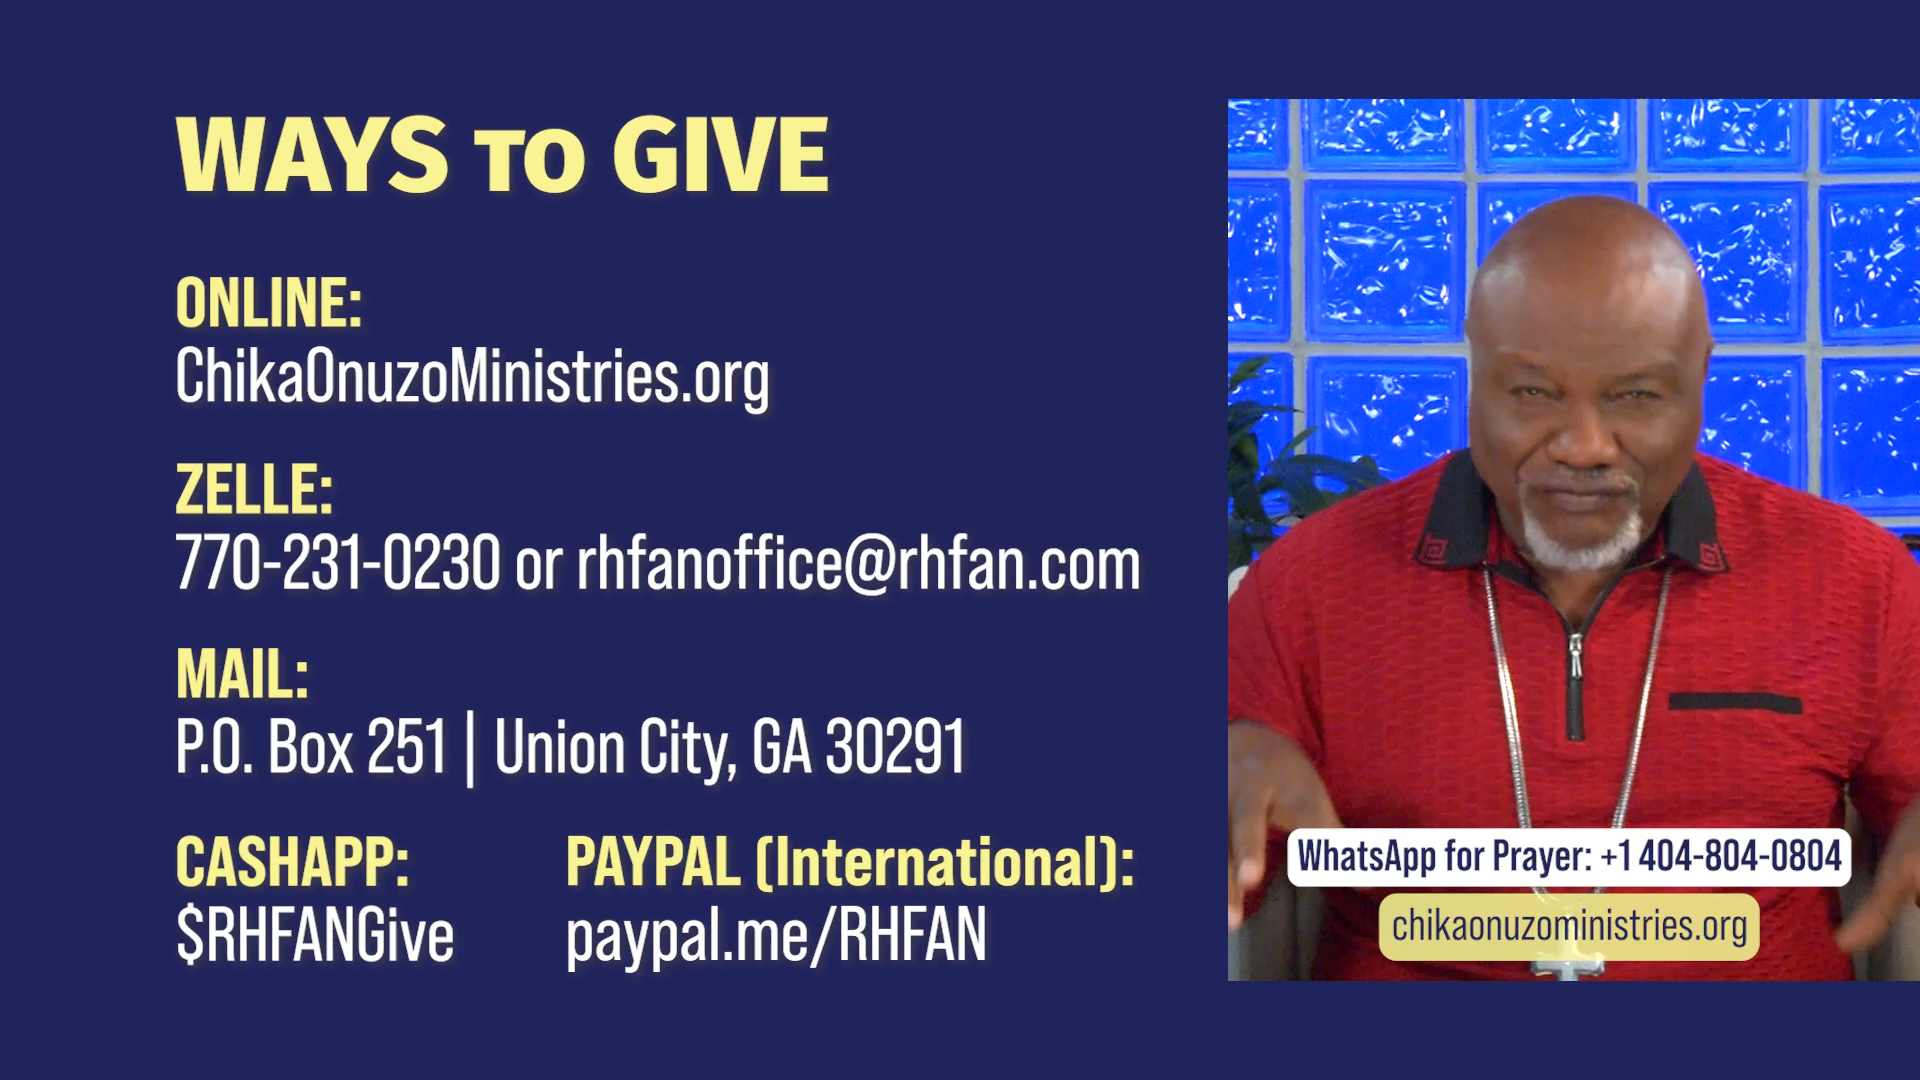 WAYS TO GIVE
ONLINE:
ChikaOnuzoMinistries.org
ZELLE:
770-231-0230 or rhfanoffice@rhfan.com
MAIL:
P.O. Box 251 | Union City, GA 30291
CASHAPP:
$RHFANGive
PAYPAL (International):
paypal.me/RHFAN
WhatsApp for Prayer: +1 404-804-0804
chikaonuzoministries.org